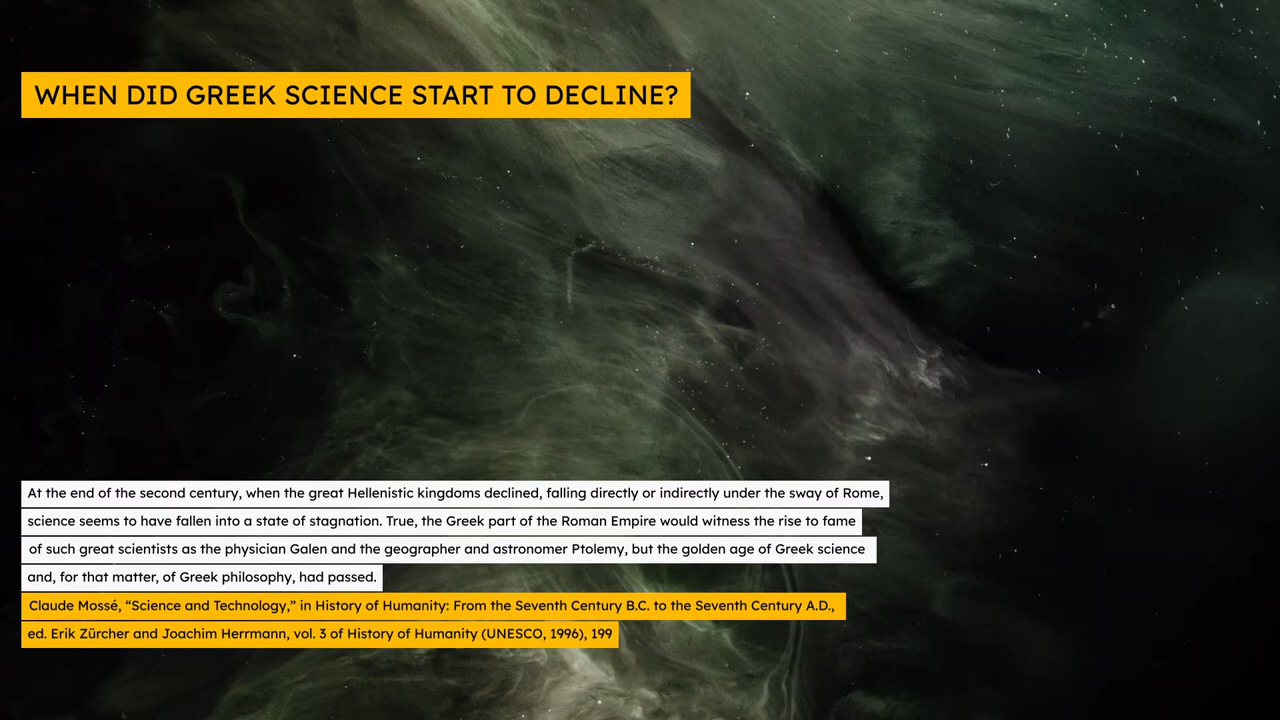 WHEN DID GREEK SCIENCE START TO DECLINE?
At the end of the second century, when the great Hellenistic kingdoms declined, falling directly or indirectly under the sway of Rome,
science seems to have fallen into a state of stagnation. True, the Greek part of the Roman Empire would witness the rise to fame
of such great scientists as the physician Galen and the geographer and astronomer Ptolemy, but the golden age of Greek science
and, for that matter, of Greek philosophy, had passed.
Claude Mossé, “Science and Technology,” in History of Humanity: From the Seventh Century B.C. to the Seventh Century A.D.,
ed. Erik Zürcher and Joachim Herrmann, vol. 3 of History of Humanity (UNESCO, 1996), 199